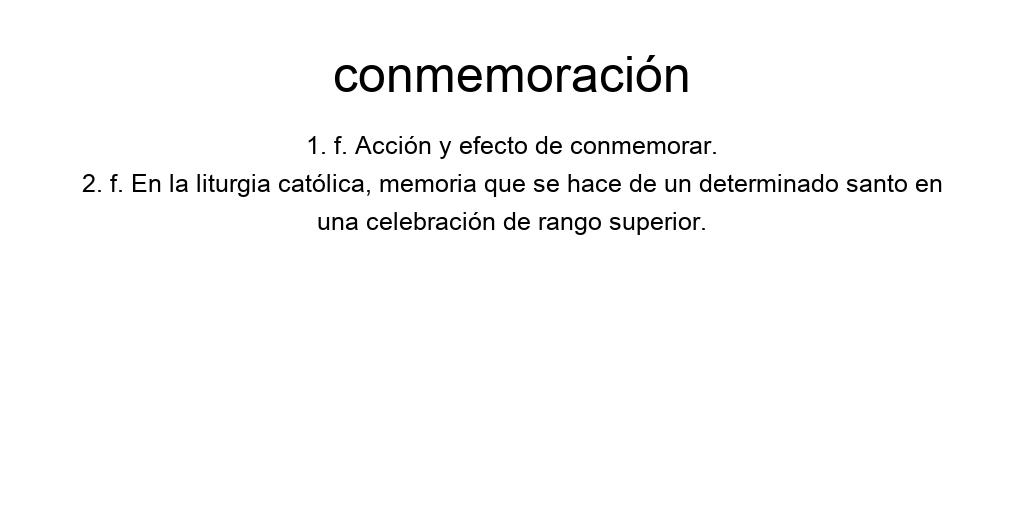 conmemoración
1. f. Acción y efecto de conmemorar.
2. f. En la liturgia católica, memoria que se hace de un determinado santo en
una celebración de rango superior.